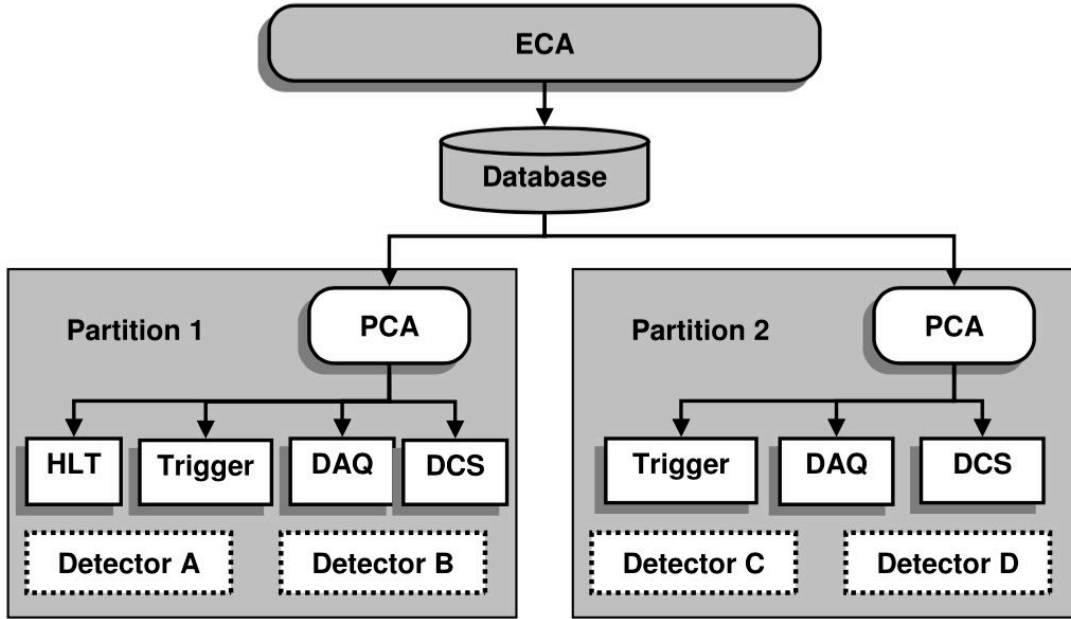 ECA
Database
Partition 1
PCA
HLT
Trigger
DAQ
DCS
Detector A
Detector B
Partition 2
PCA
Trigger
DAQ
DCS
Detector C
Detector D